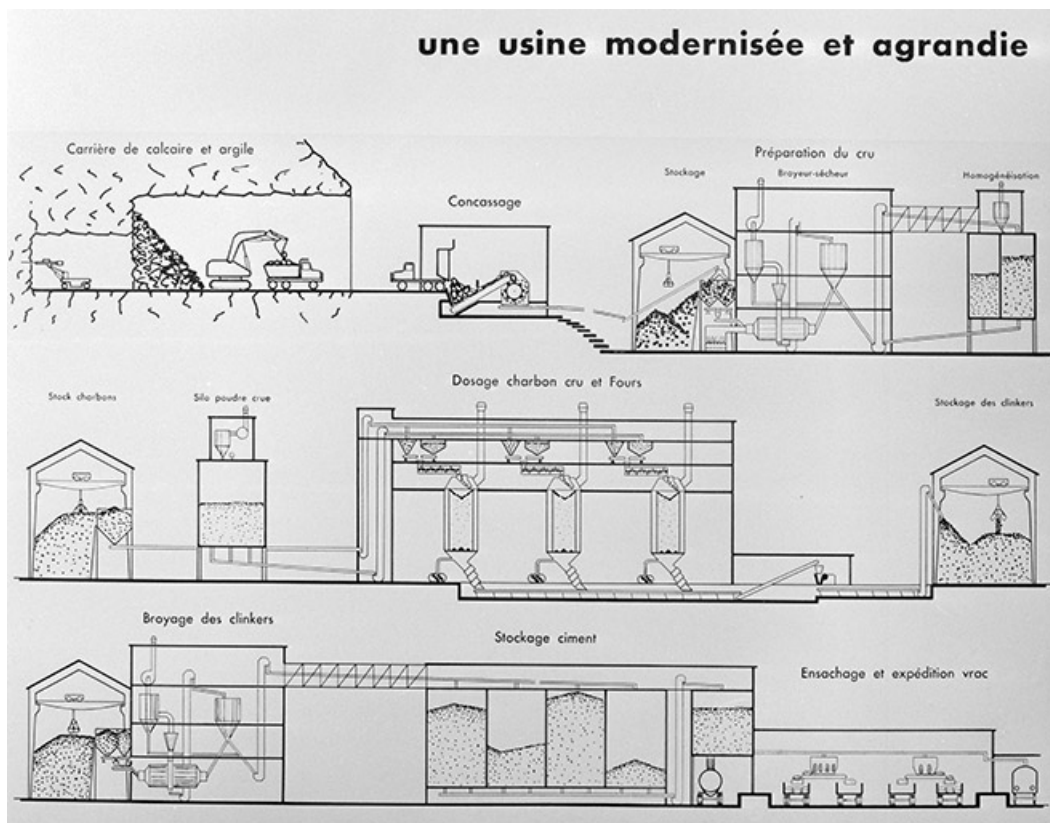 une usine modernisée et agrandie
Carrière de calcaire et argile
Concassage
Préparation du cru
Stockage
Broyeur-sécheur
Homogénéisation
Dosage charbon cru et Fours
Stock charbons
Silo poudre crue
Stockage des clinkers
Broyage des clinkers
Stockage ciment
Ensachage et expédition vrac